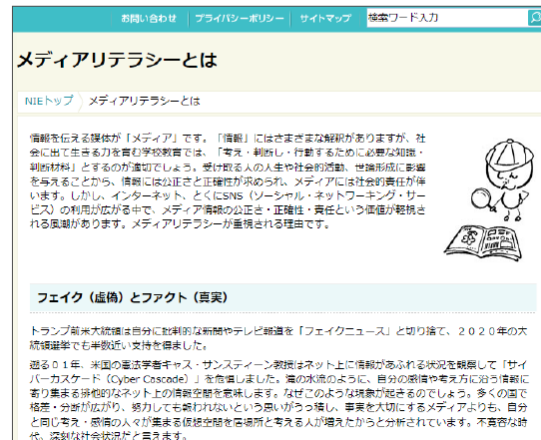 お問い合わせ プライバシーポリシー サイトマップ 検索ワード入力
メディアリテラシーとは
NIEトップ 〉 メディアリテラシーとは
情報を伝える媒体が「メディア」です。「情報」にはさまざまな解釈がありますが、社
会に出て生きる力を育む学校教育では、「考え・判断し・行動するために必要な知識・
判断材料」とするのが適切でしょう。受け取る人の人生や社会的活動、世論形成に影響
を与えることから、情報には公正さと正確性が求められ、メディアには社会的責任が伴
います。しかし、インターネット、とくにSNS（ソーシャル・ネットワーキング・サー
ビス）の利用が広がる中で、メディア情報の公正さ・正確性・責任という価値が軽視さ
れる風潮があります。メディアリテラシーが重視される理由です。
フェイク（虚偽）とファクト（真実）
トランプ前米大統領は自分に批判的な新聞やテレビ報道を「フェイクニュース」と切り捨て、２０２０年の大
統領選挙でも半数近い支持を得ました。
遡る０１年、米国の憲法学者キャス・サンスティーン教授はネット上に情報があふれる状況を観察して「サイ
バーカスケード（Cyber Cascade）」を危惧しました。滝の水流のように、自分の感情や考え方に沿う情報に
寄り集まる排他的なネット上の情報空間を意味します。なぜこのような現象が起きるのでしょう。多くの国で
格差・分断が広がり、努力しても報われないという思いがうっ積し、事実を大切にするメディアよりも、自分
と同じ考え・感情の人々が集まる仮想空間を居場所と考える人が増えたからと分析されています。不寛容な時
代、深刻な社会状況だと言えます。